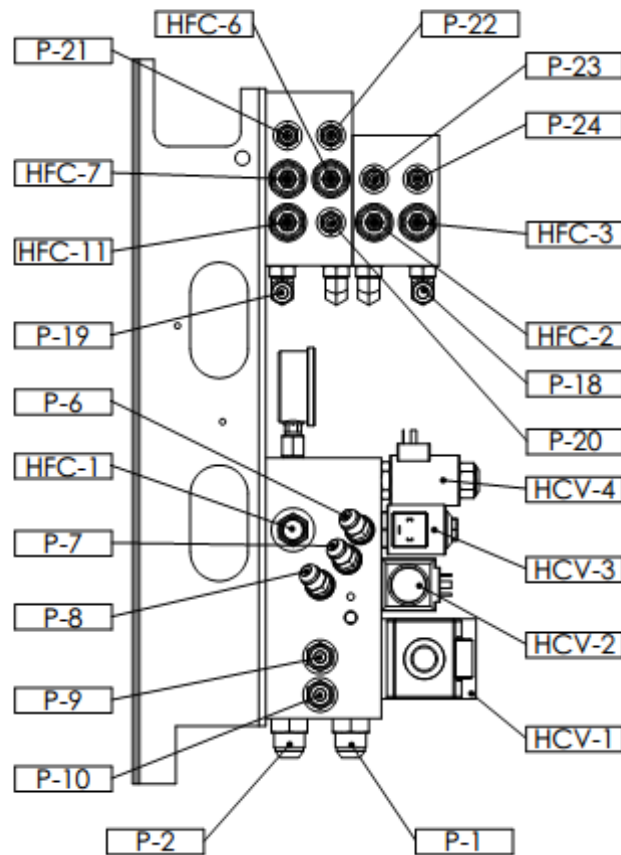 HFC-6
P-22
P-21
P-23
P-24
HFC-7
HFC-11
HFC-3
P-19
HFC-2
P-18
P-6
P-20
HFC-1
HCV-4
P-7
HCV-3
P-8
HCV-2
P-9
HCV-1
P-10
P-2
P-1